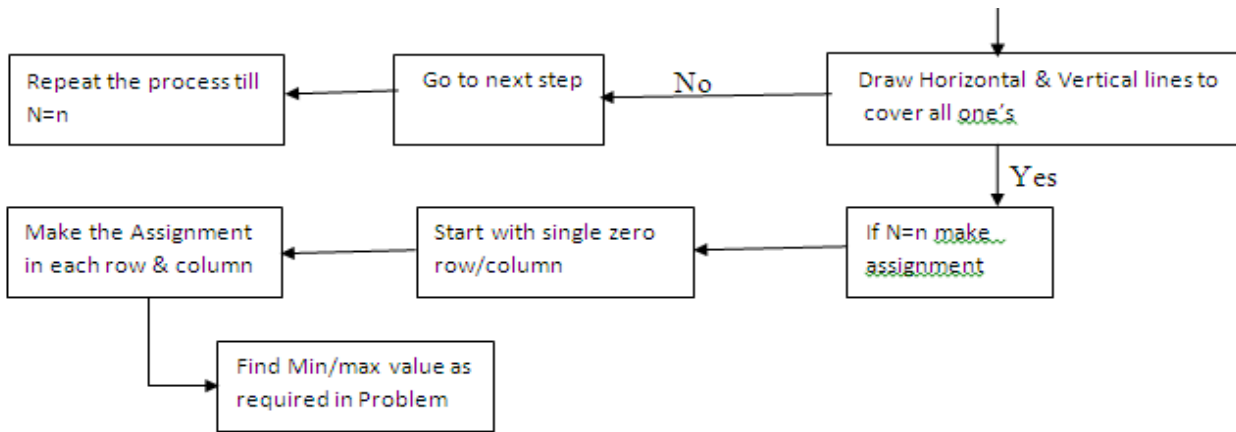 Repeat the process till
N=n
Go to next step
No
Draw Horizontal & Vertical lines to
cover all one's
Yes
Make the Assignment
in each row & column
Start with single zero
row/column
If N=n make
assignment
Find Min/max value as
required in Problem